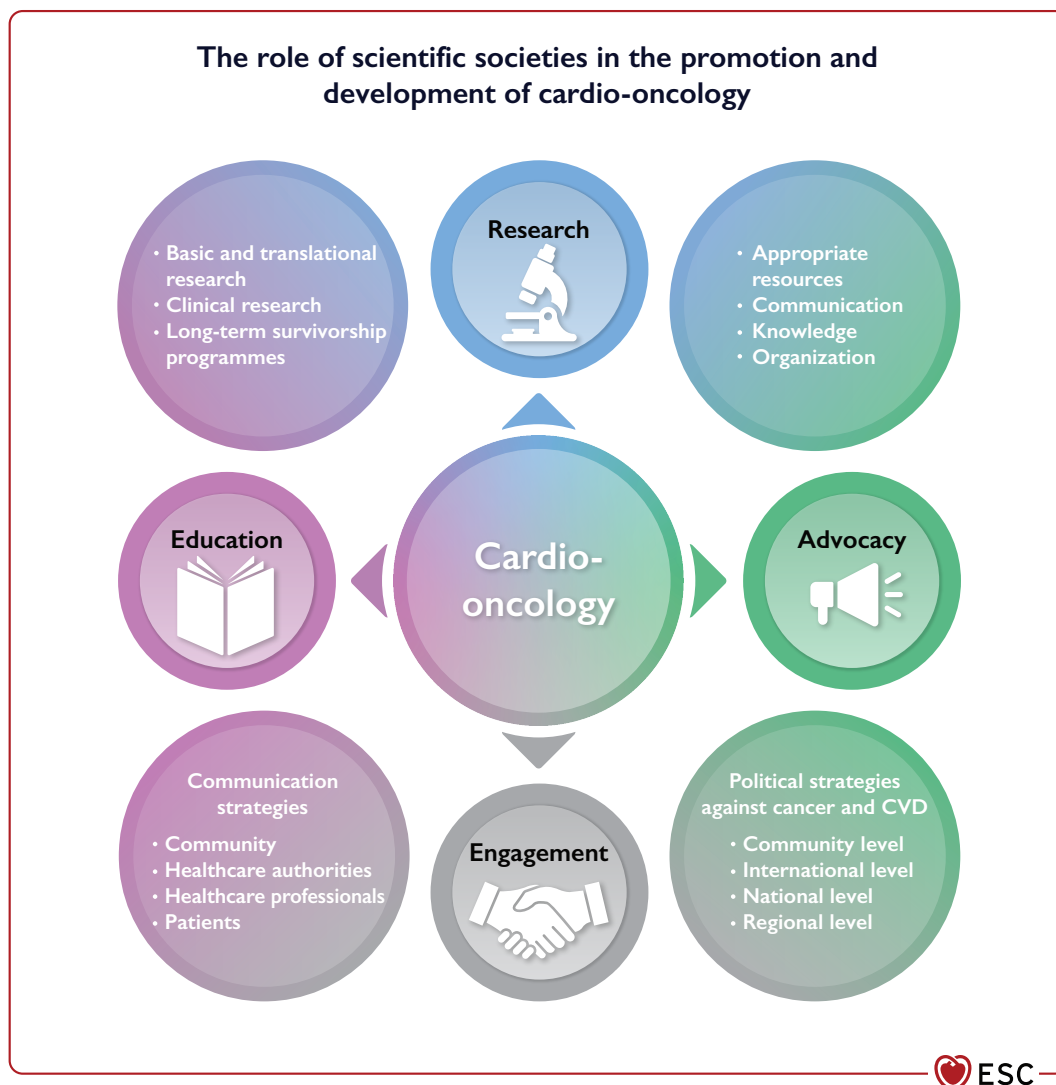 The role of scientific societies in the promotion and
development of cardio-oncology
Research
· Basic and translational
research
· Clinical research
· Long-term survivorship
programmes
· Appropriate
resources
· Communication
· Knowledge
· Organization
Education
Cardio-
oncology
Advocacy
Communication
strategies
· Community
· Healthcare authorities
· Healthcare professionals
· Patients
Engagement
Political strategies
against cancer and CVD
· Community level
· International level
· National level
· Regional level
ESC